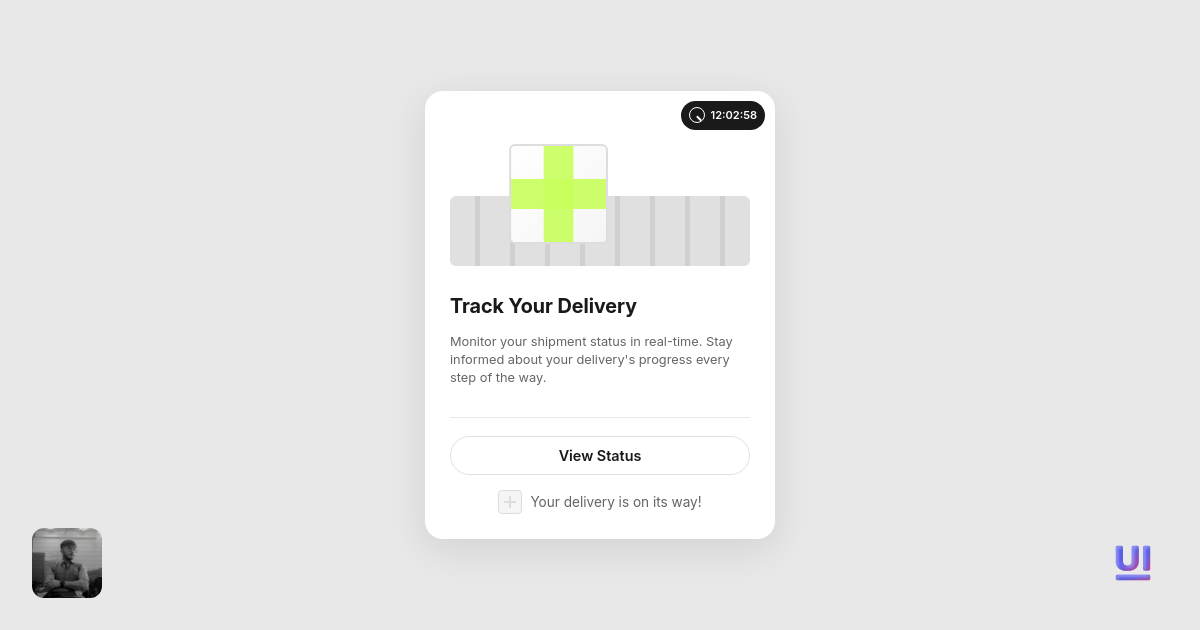 12:02:58
Track Your Delivery
Monitor your shipment status in real-time. Stay
informed about your delivery's progress every
step of the way.
View Status
Your delivery is on its way!
UI